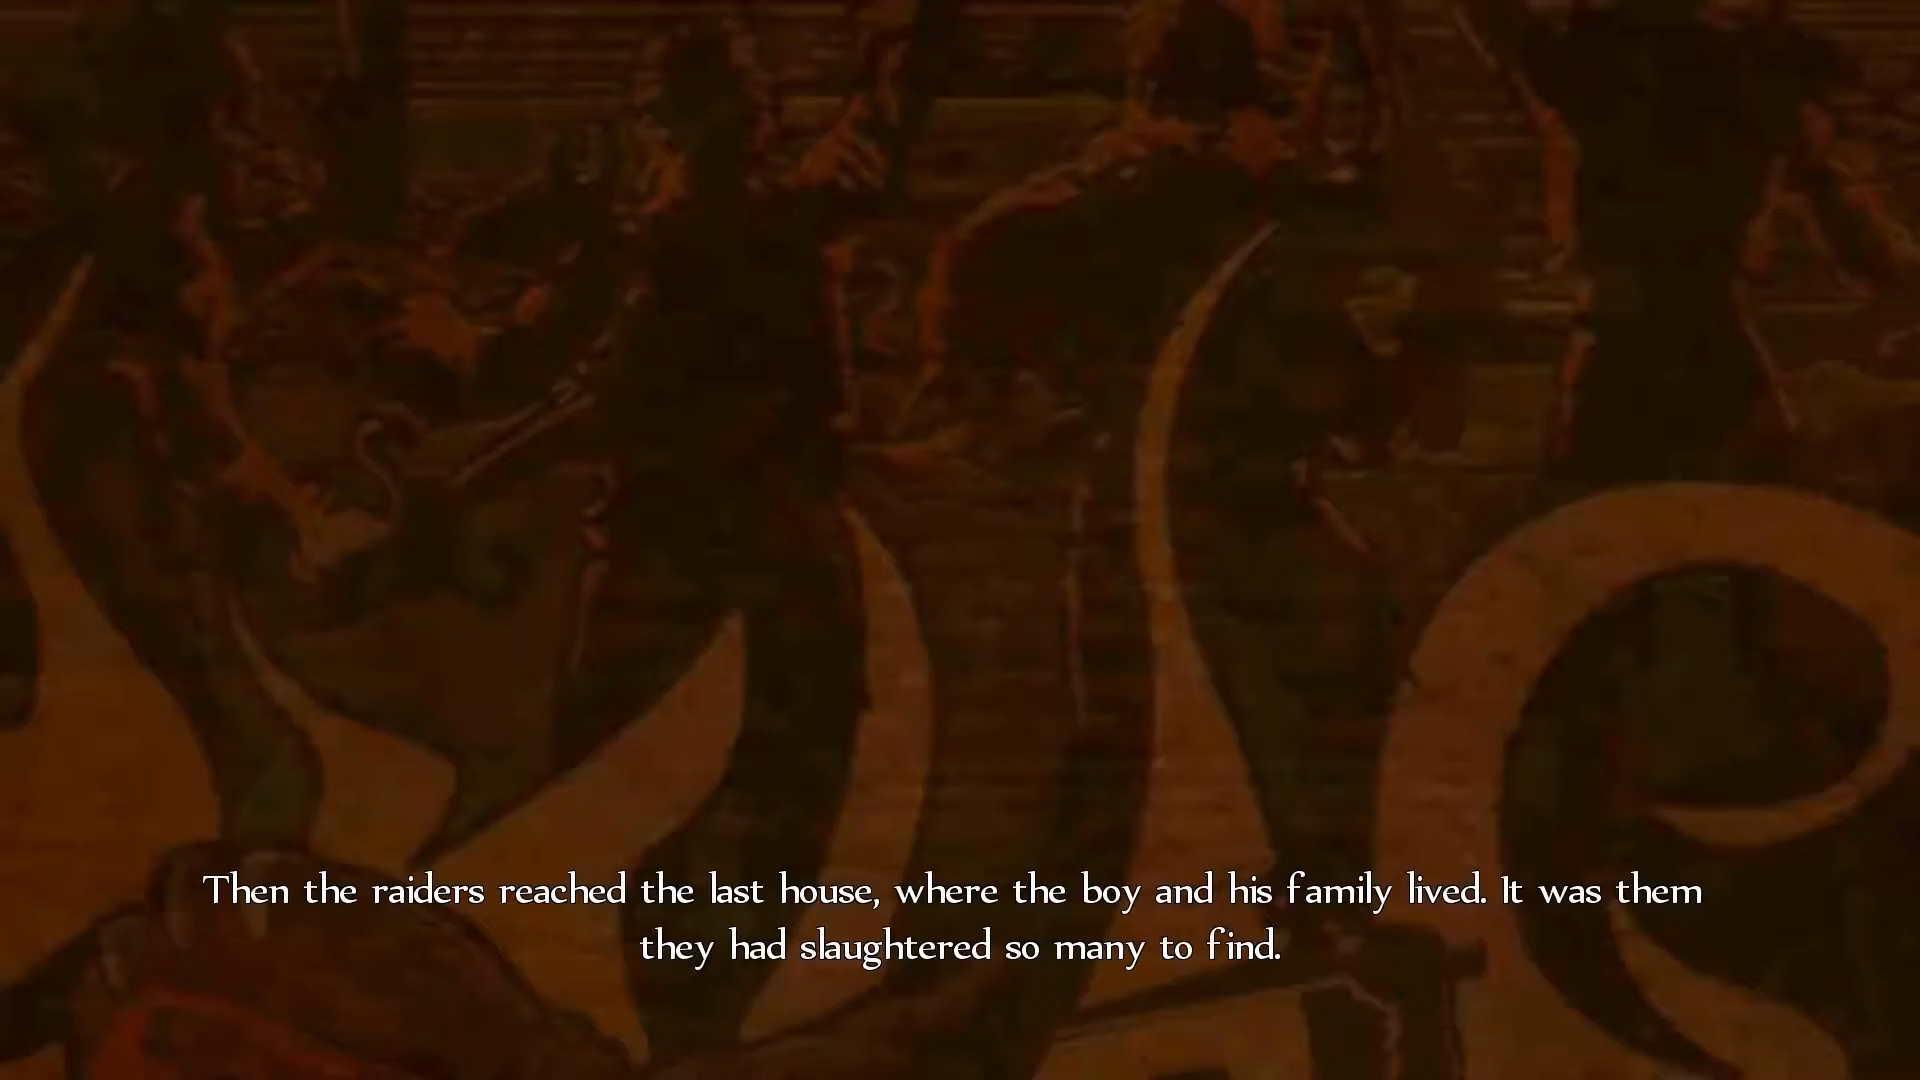 Then the raiders reached the last house, where the boy and his family lived. It was them
they had slaughtered so many to find.